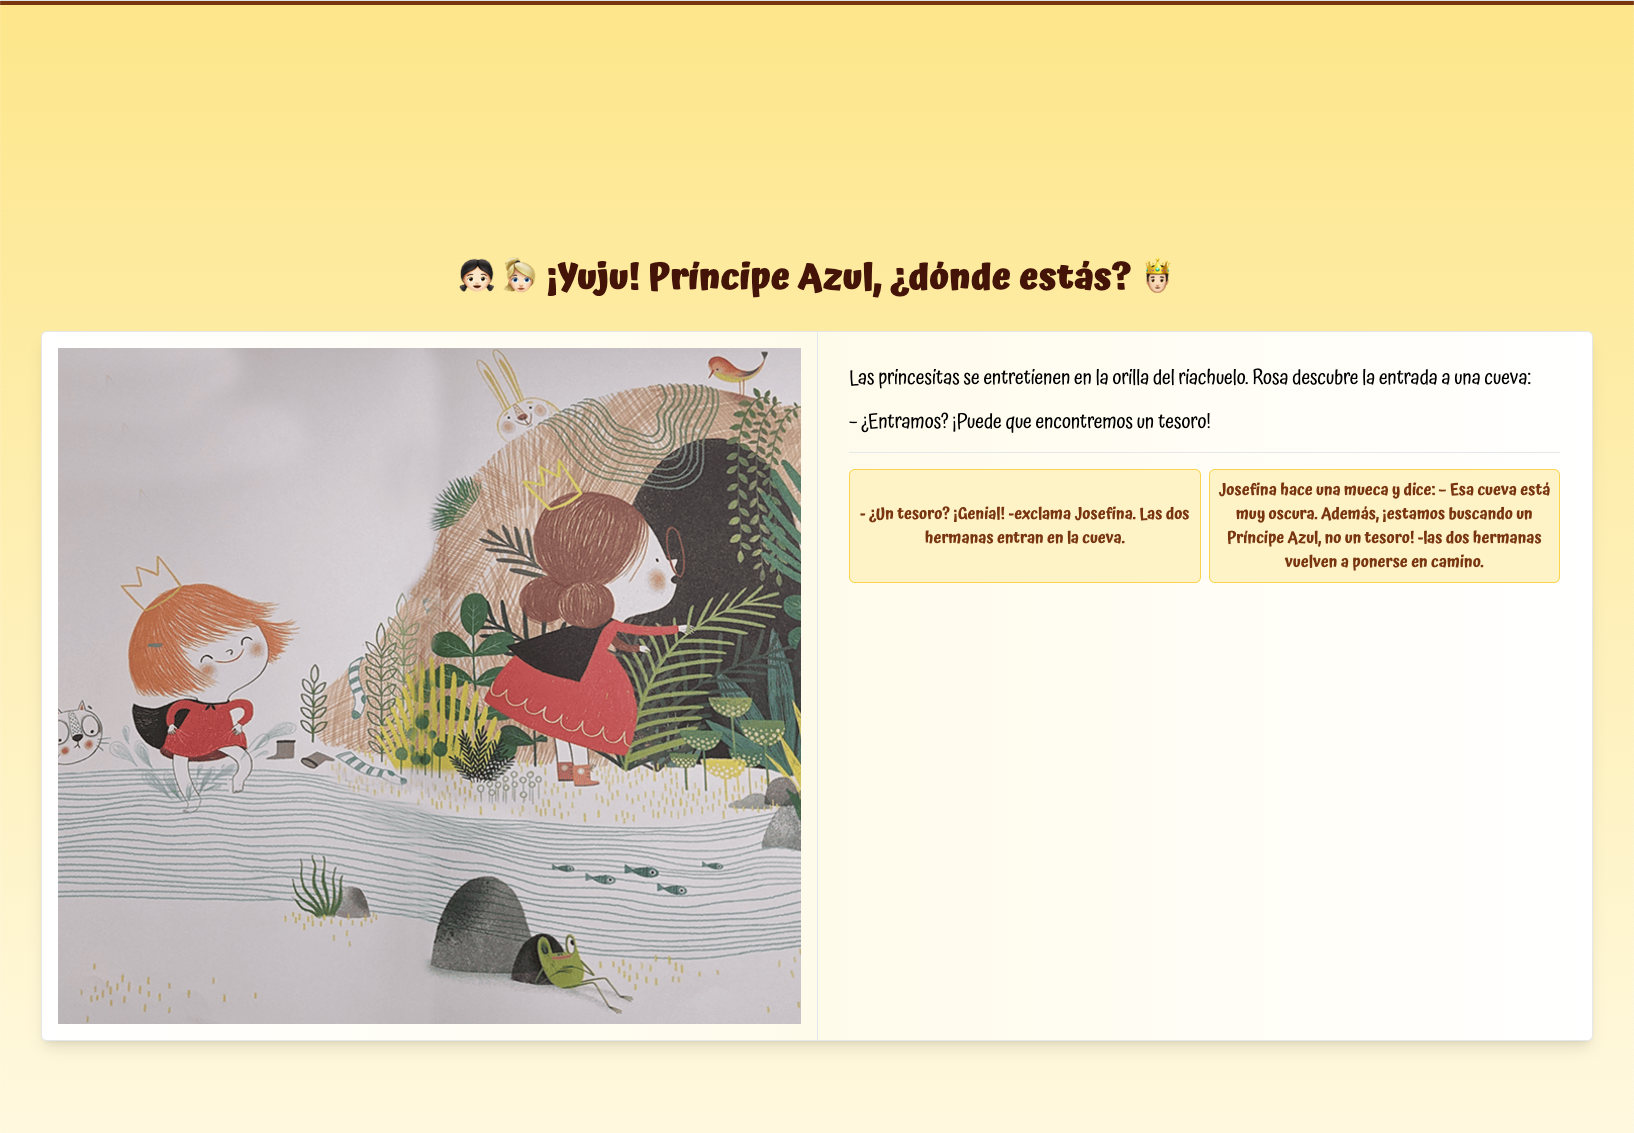 ¡Yuju! Príncipe Azul, ¿dónde estás?
Las princesitas se entretienen en la orilla del riachuelo. Rosa descubre la entrada a una cueva:
– ¿Entramos? ¡Puede que encontremos un tesoro!
- ¿Un tesoro? ¡Genial! -exclama Josefina. Las dos
hermanas entran en la cueva.
Josefina hace una mueca y dice: – Esa cueva está
muy oscura. Además, ¡estamos buscando un
Príncipe Azul, no un tesoro! -las dos hermanas
vuelven a ponerse en camino.